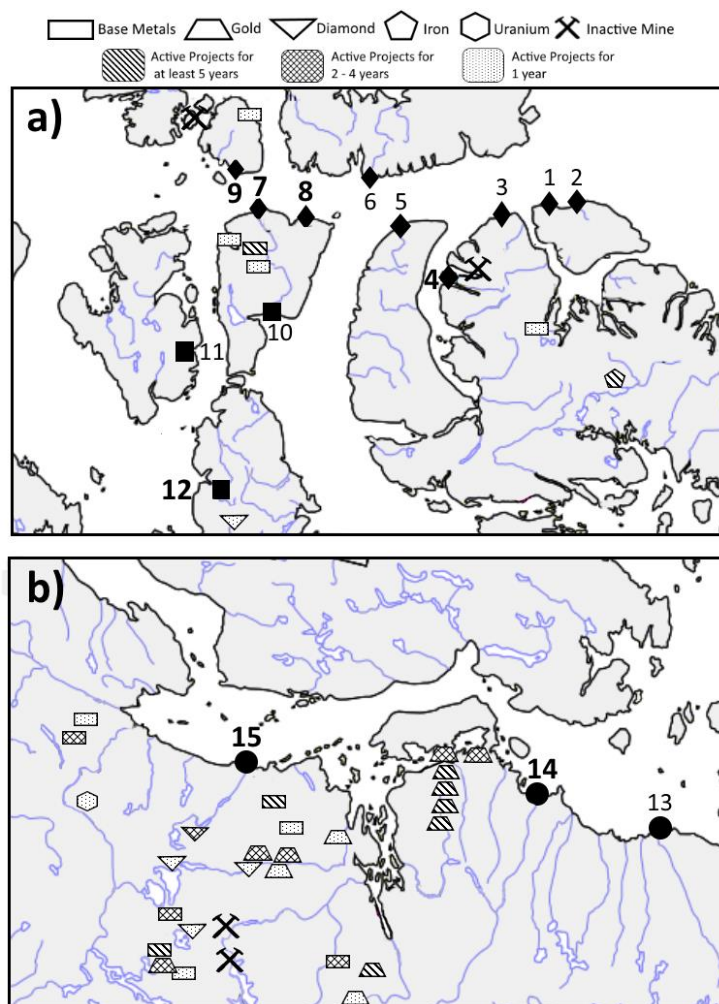 Base Metals Gold Diamond Iron Uranium Inactive Mine
Active Projects for
at least 5 years
Active Projects for
2 - 4 years
Active Projects for
1 year
a)
9
7
8
6
5
3
1
2
4
10
11
12
b)
15
14
13